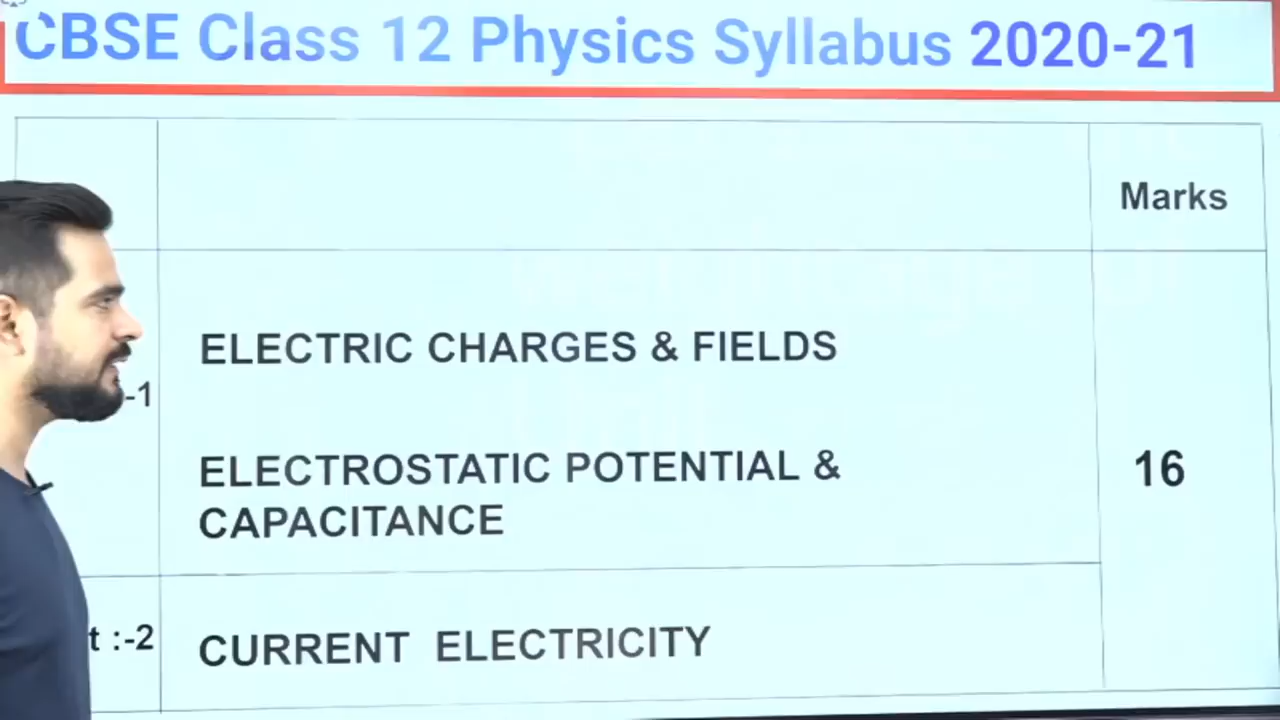 CBSE Class 12 Physics Syllabus 2020-21
Marks
ELECTRIC CHARGES & FIELDS
-1
ELECTROSTATIC POTENTIAL &
CAPACITANCE
16
t :-2
CURRENT ELECTRICITY